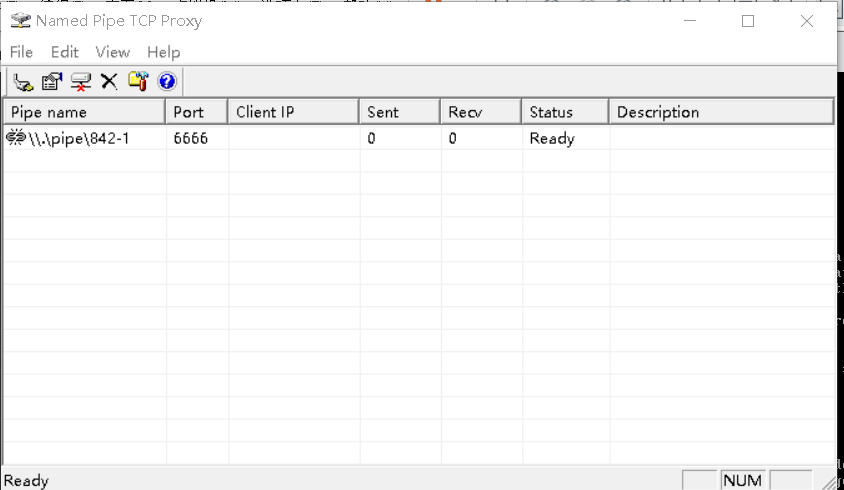 Named Pipe TCP Proxy
File Edit View Help
Pipe name Port Client IP Sent Recv Status Description
\\.\pipe\842-1 6666 0 0 Ready
Ready NUM